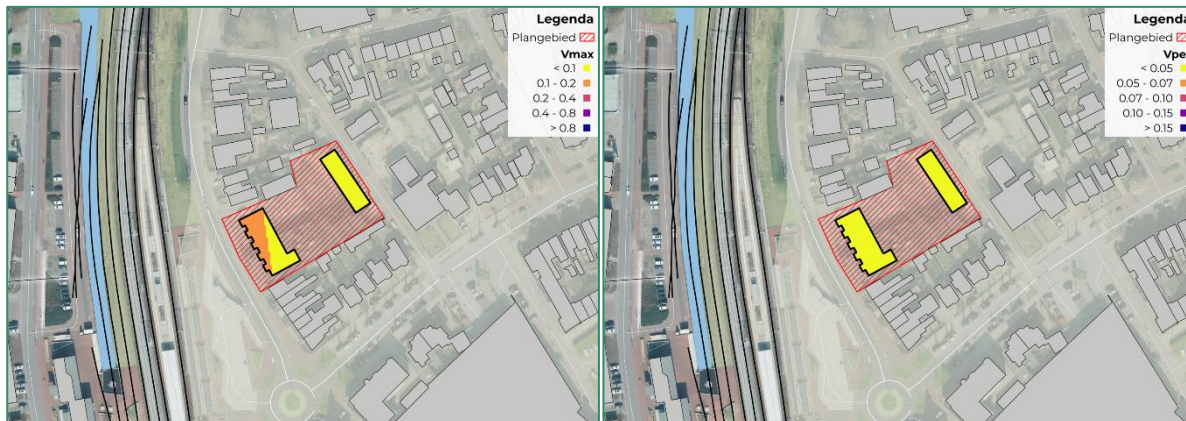 Legenda
Plangebied
Vmax
< 0.1
0.1 - 0.2
0.2 - 0.4
0.4 - 0.8
> 0.8
Legenda
Plangebied
Vper
< 0.05
0.05 - 0.07
0.07 - 0.10
0.10 - 0.15
> 0.15